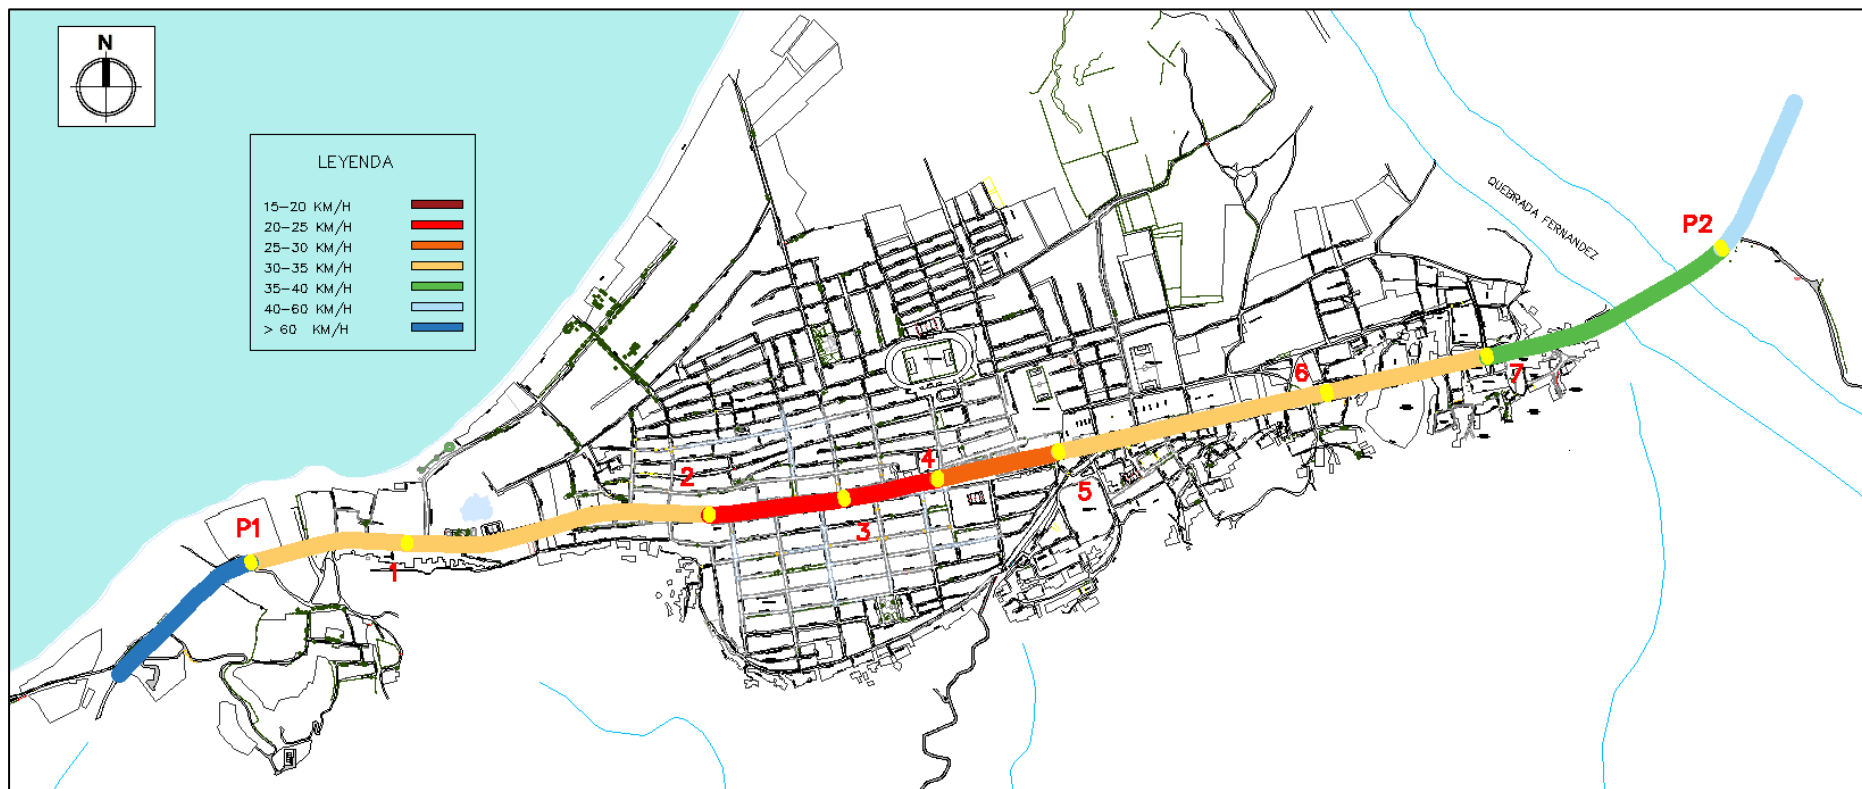 N
LEYENDA
15-20 KM/H
20-25 KM/H
25-30 KM/H
30-35 KM/H
35-40 KM/H
40-60 KM/H
> 60 KM/H
QUEBRADA FERNANDEZ
P2
6
7
4
2
5
3
P1
1